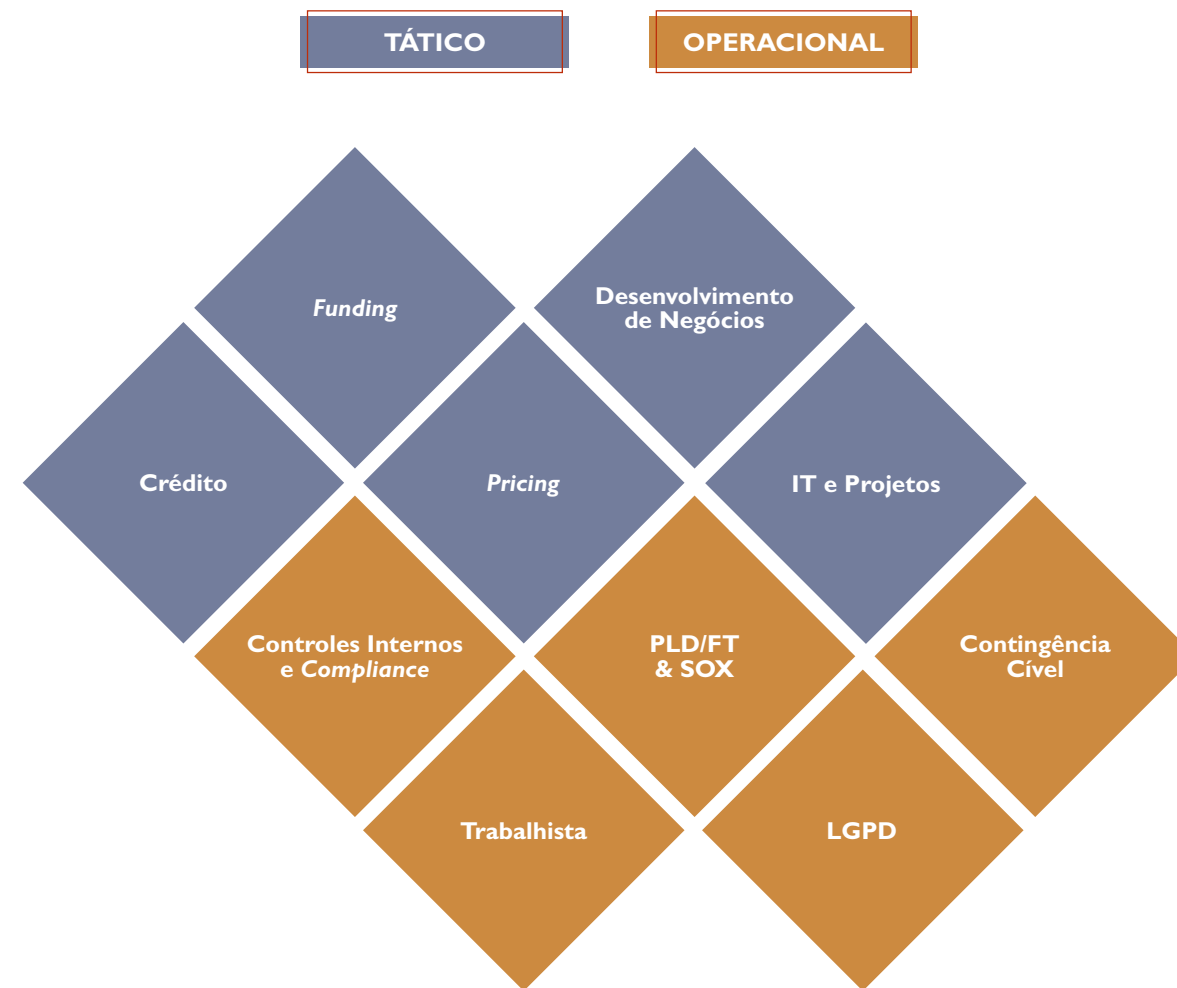 TÁTICO
OPERACIONAL
Funding
Desenvolvimento
de Negócios
Crédito
Pricing
IT e Projetos
Controles Internos
e Compliance
PLD/FT
& SOX
Contingência
Cível
Trabalhista
LGPD